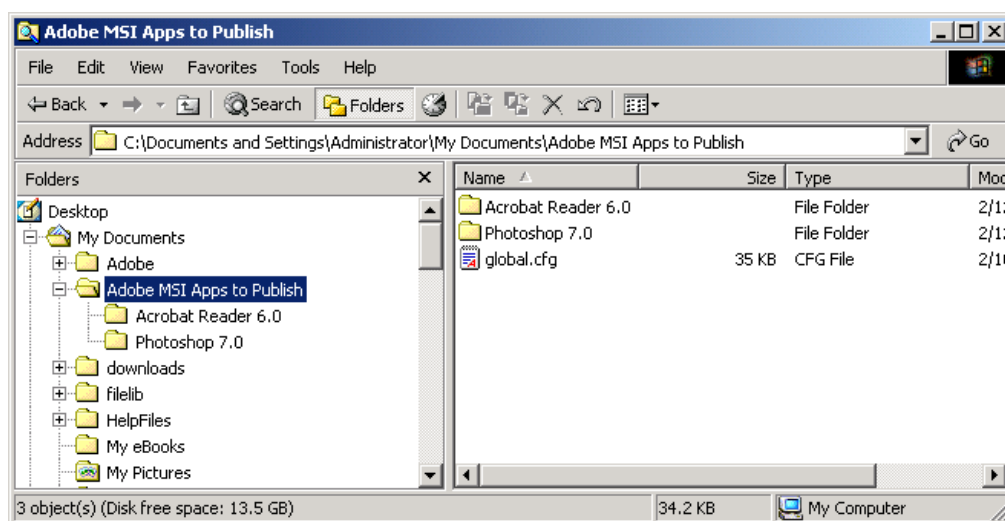 Adobe MSI Apps to Publish
File Edit View Favorites Tools Help
Back Search Folders
Address C:\Documents and Settings\Administrator\My Documents\Adobe MSI Apps to Publish Go
Folders
Desktop
My Documents
Adobe
Adobe MSI Apps to Publish
Acrobat Reader 6.0
Photoshop 7.0
downloads
filelib
HelpFiles
My eBooks
My Pictures
Name Size Type
Acrobat Reader 6.0 File Folder
Photoshop 7.0 File Folder
global.cfg 35 KB CFG File
3 object(s) (Disk free space: 13.5 GB) 34.2 KB My Computer